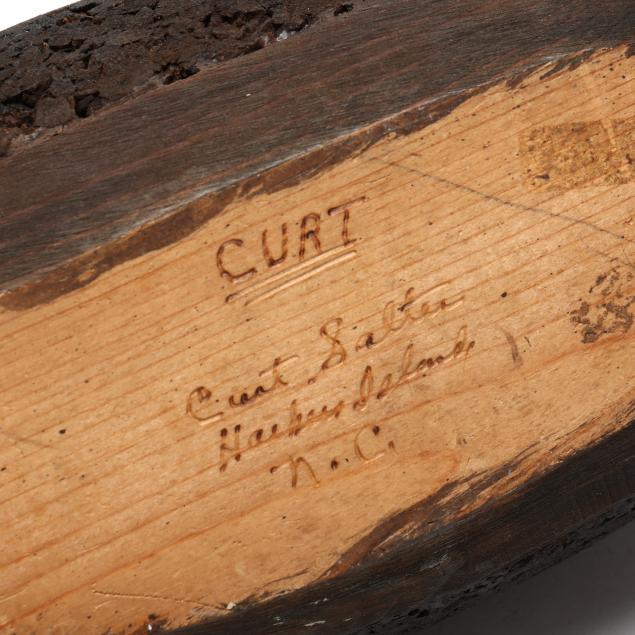 CURT
Curt Salter
Harkers Island
N.C.